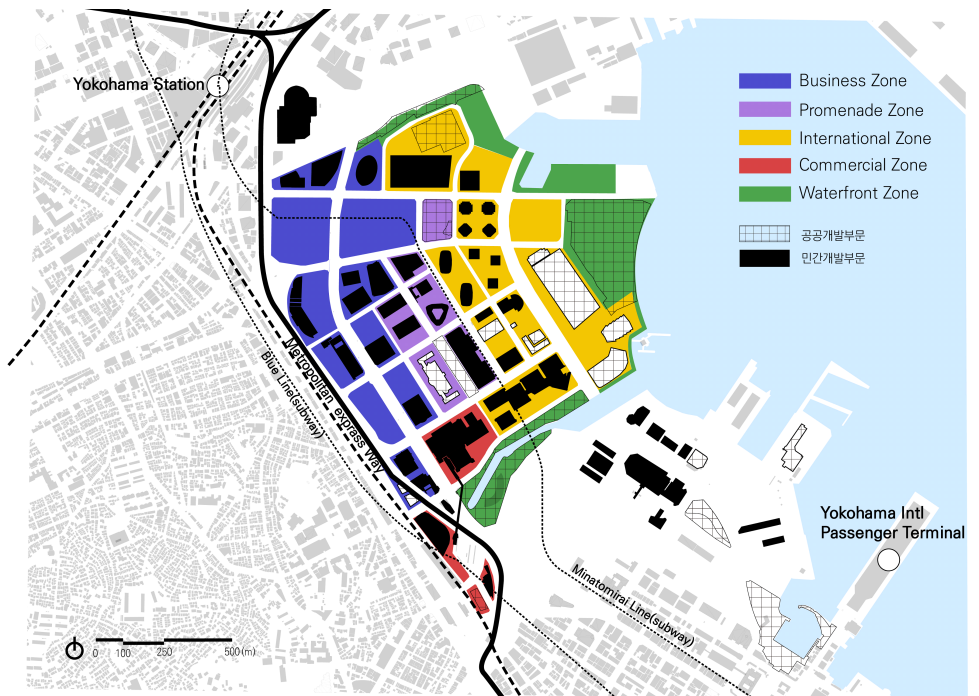 Yokohama Station
Business Zone
Promenade Zone
International Zone
Commercial Zone
Waterfront Zone
공공개발부문
민간개발부문
Metropolitan exprass Way
Blue Line(subway)
Yokohama Intl
Passenger Terminal
Minatomirai Line(subway)
0 100 250 500(m)